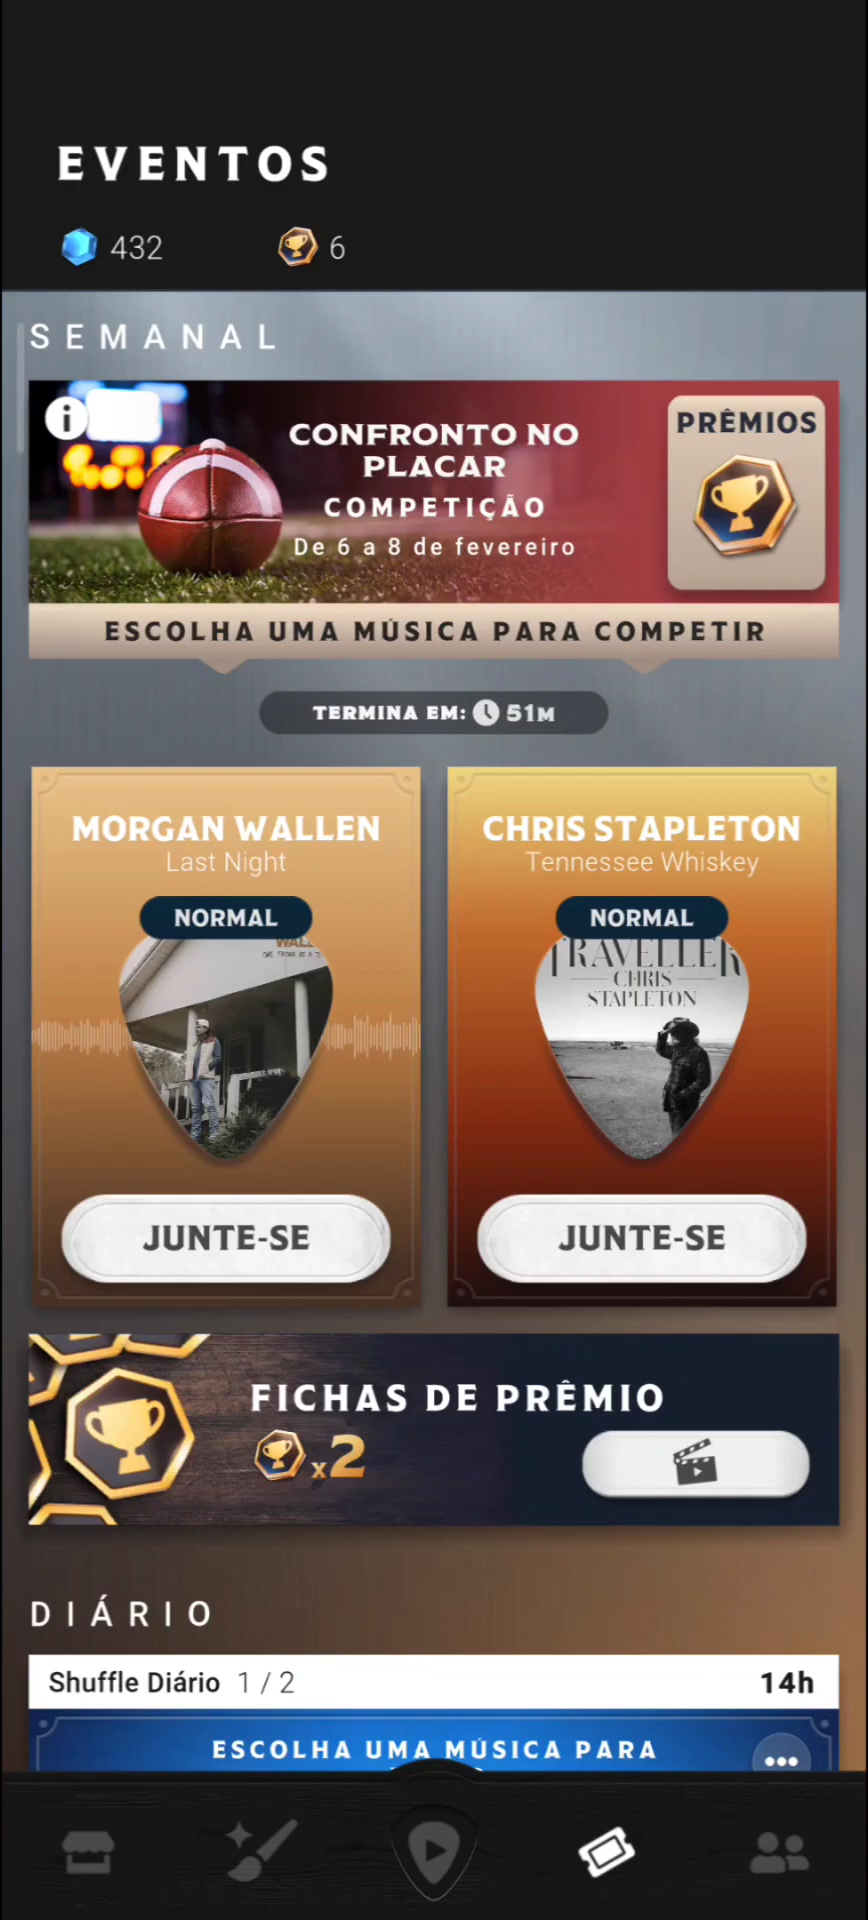 EVENTOS
432
6
SEMANAL
i
CONFRONTO NO
PLACAR
COMPETIÇÃO
De 6 a 8 de fevereiro
PRÊMIOS
ESCOLHA UMA MÚSICA PARA COMPETIR
TERMINA EM: 51M
MORGAN WALLEN
Last Night
NORMAL
WALL
JUNTE-SE
CHRIS STAPLETON
Tennessee Whiskey
NORMAL
TRAVELLER
CHRIS
STAPLETON
JUNTE-SE
FICHAS DE PRÊMIO
x2
DIÁRIO
Shuffle Diário 1 / 2
14h
ESCOLHA UMA MÚSICA PARA